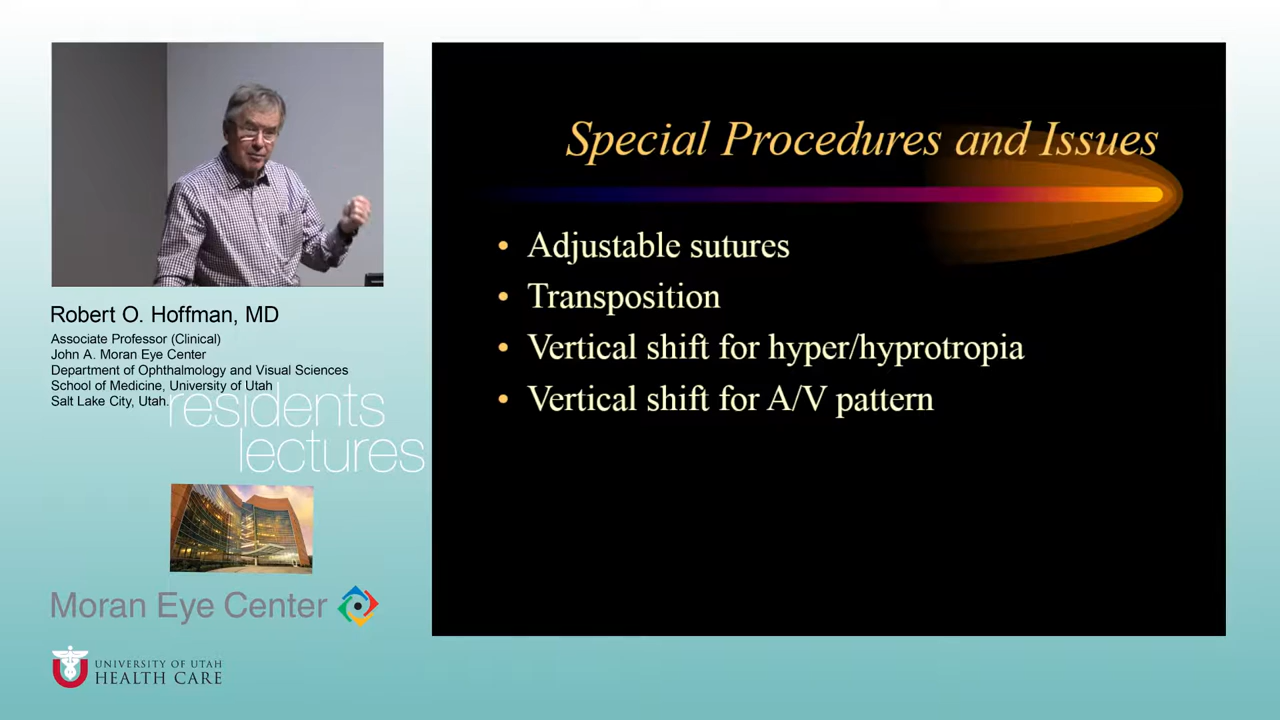 Special Procedures and Issues
• Adjustable sutures
• Transposition
• Vertical shift for hyper/hyprotropia
• Vertical shift for A/V pattern
Robert O. Hoffman, MD
Associate Professor (Clinical)
John A. Moran Eye Center
Department of Ophthalmology and Visual Sciences
School of Medicine, University of Utah
Salt Lake City, Utah.
residents
lectures
Moran Eye Center
UNIVERSITY OF UTAH
HEALTH CARE